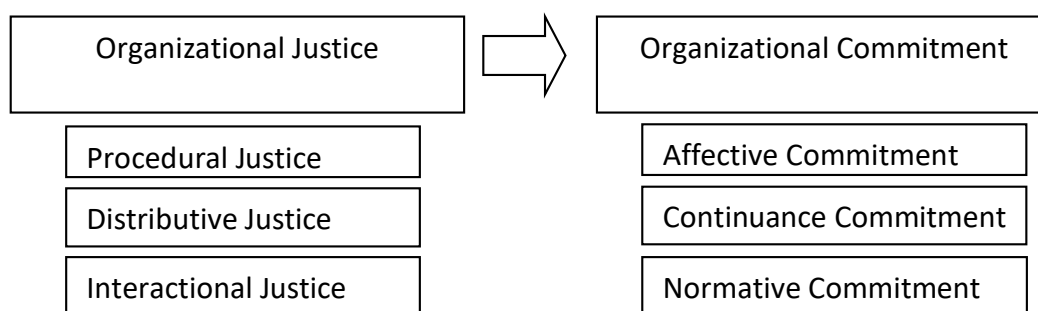 Organizational Justice
Organizational Commitment
Procedural Justice
Distributive Justice
Interactional Justice
Affective Commitment
Continuance Commitment
Normative Commitment